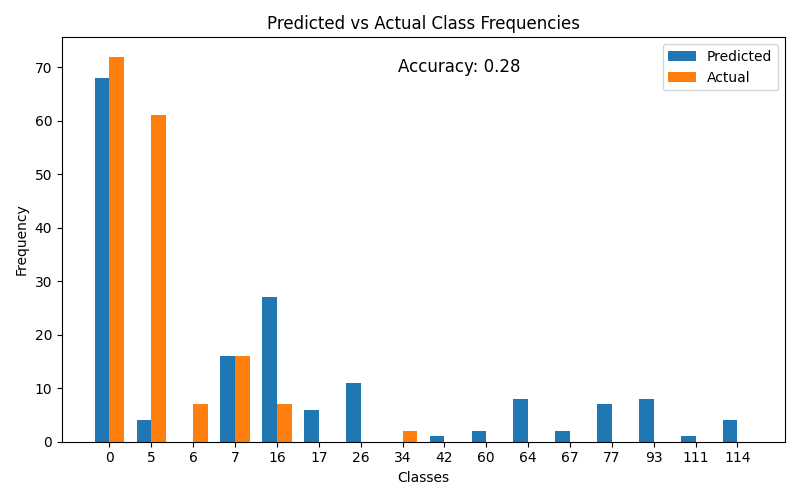 Predicted vs Actual Class Frequencies
Accuracy: 0.28
Predicted
Actual
Frequency
70
60
50
40
30
20
10
0
0 5 6 7 16 17 26 34 42 60 64 67 77 93 111 114
Classes